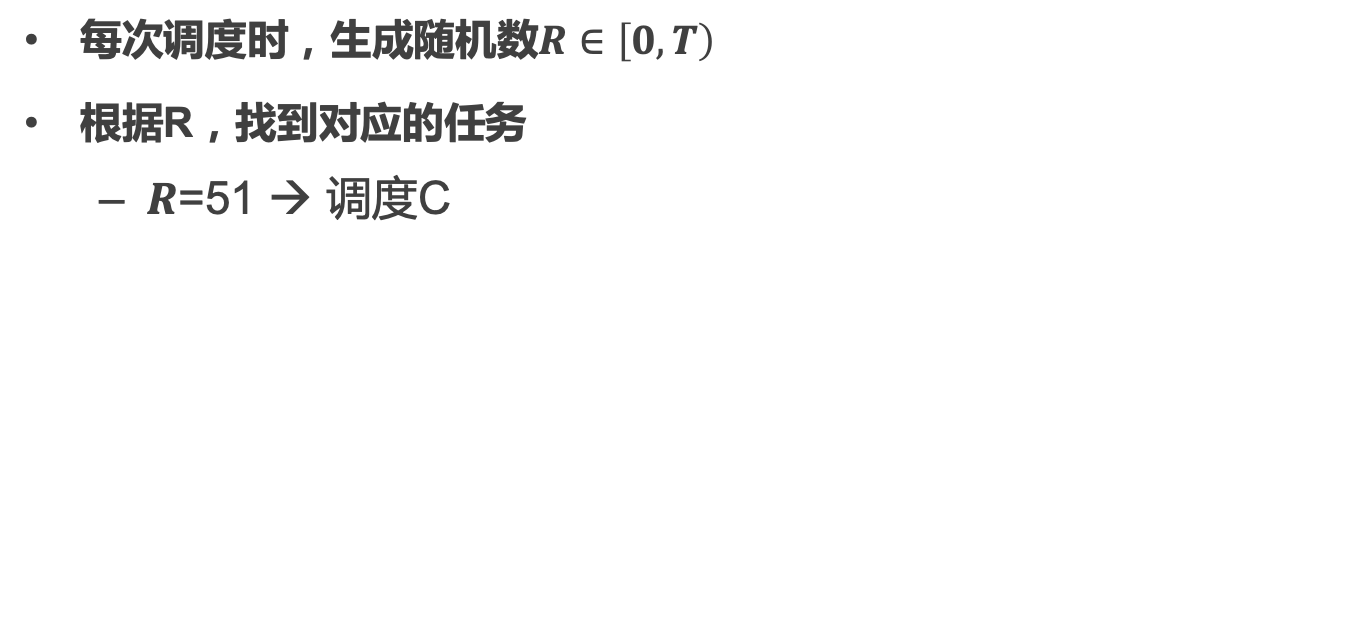 • 每次调度时，生成随机数R ∈ [0, T)
• 根据R，找到对应的任务
– R=51 → 调度C